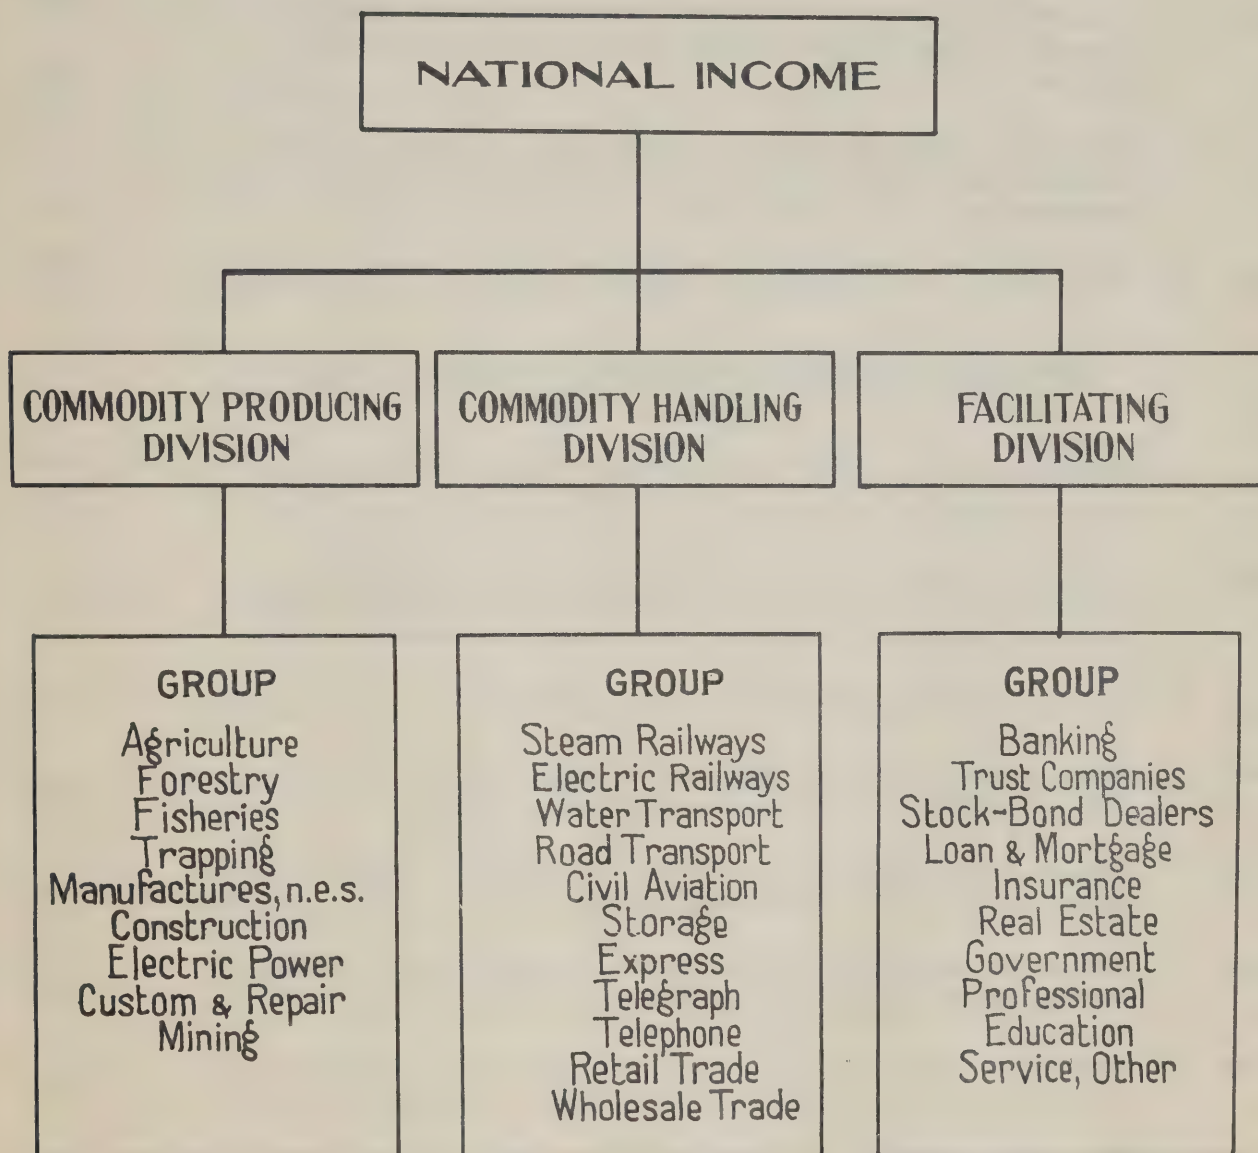 NATIONAL INCOME
COMMODITY PRODUCING
DIVISION
COMMODITY HANDLING
DIVISION
FACILITATING
DIVISION
GROUP
Agriculture
Forestry
Fisheries
Trapping
Manufactures, n.e.s.
Construction
Electric Power
Custom & Repair
Mining
GROUP
Steam Railways
Electric Railways
Water Transport
Road Transport
Civil Aviation
Storage
Express
Telegraph
Telephone
Retail Trade
Wholesale Trade
GROUP
Banking
Trust Companies
Stock-Bond Dealers
Loan & Mortgage
Insurance
Real Estate
Government
Professional
Education
Service, Other